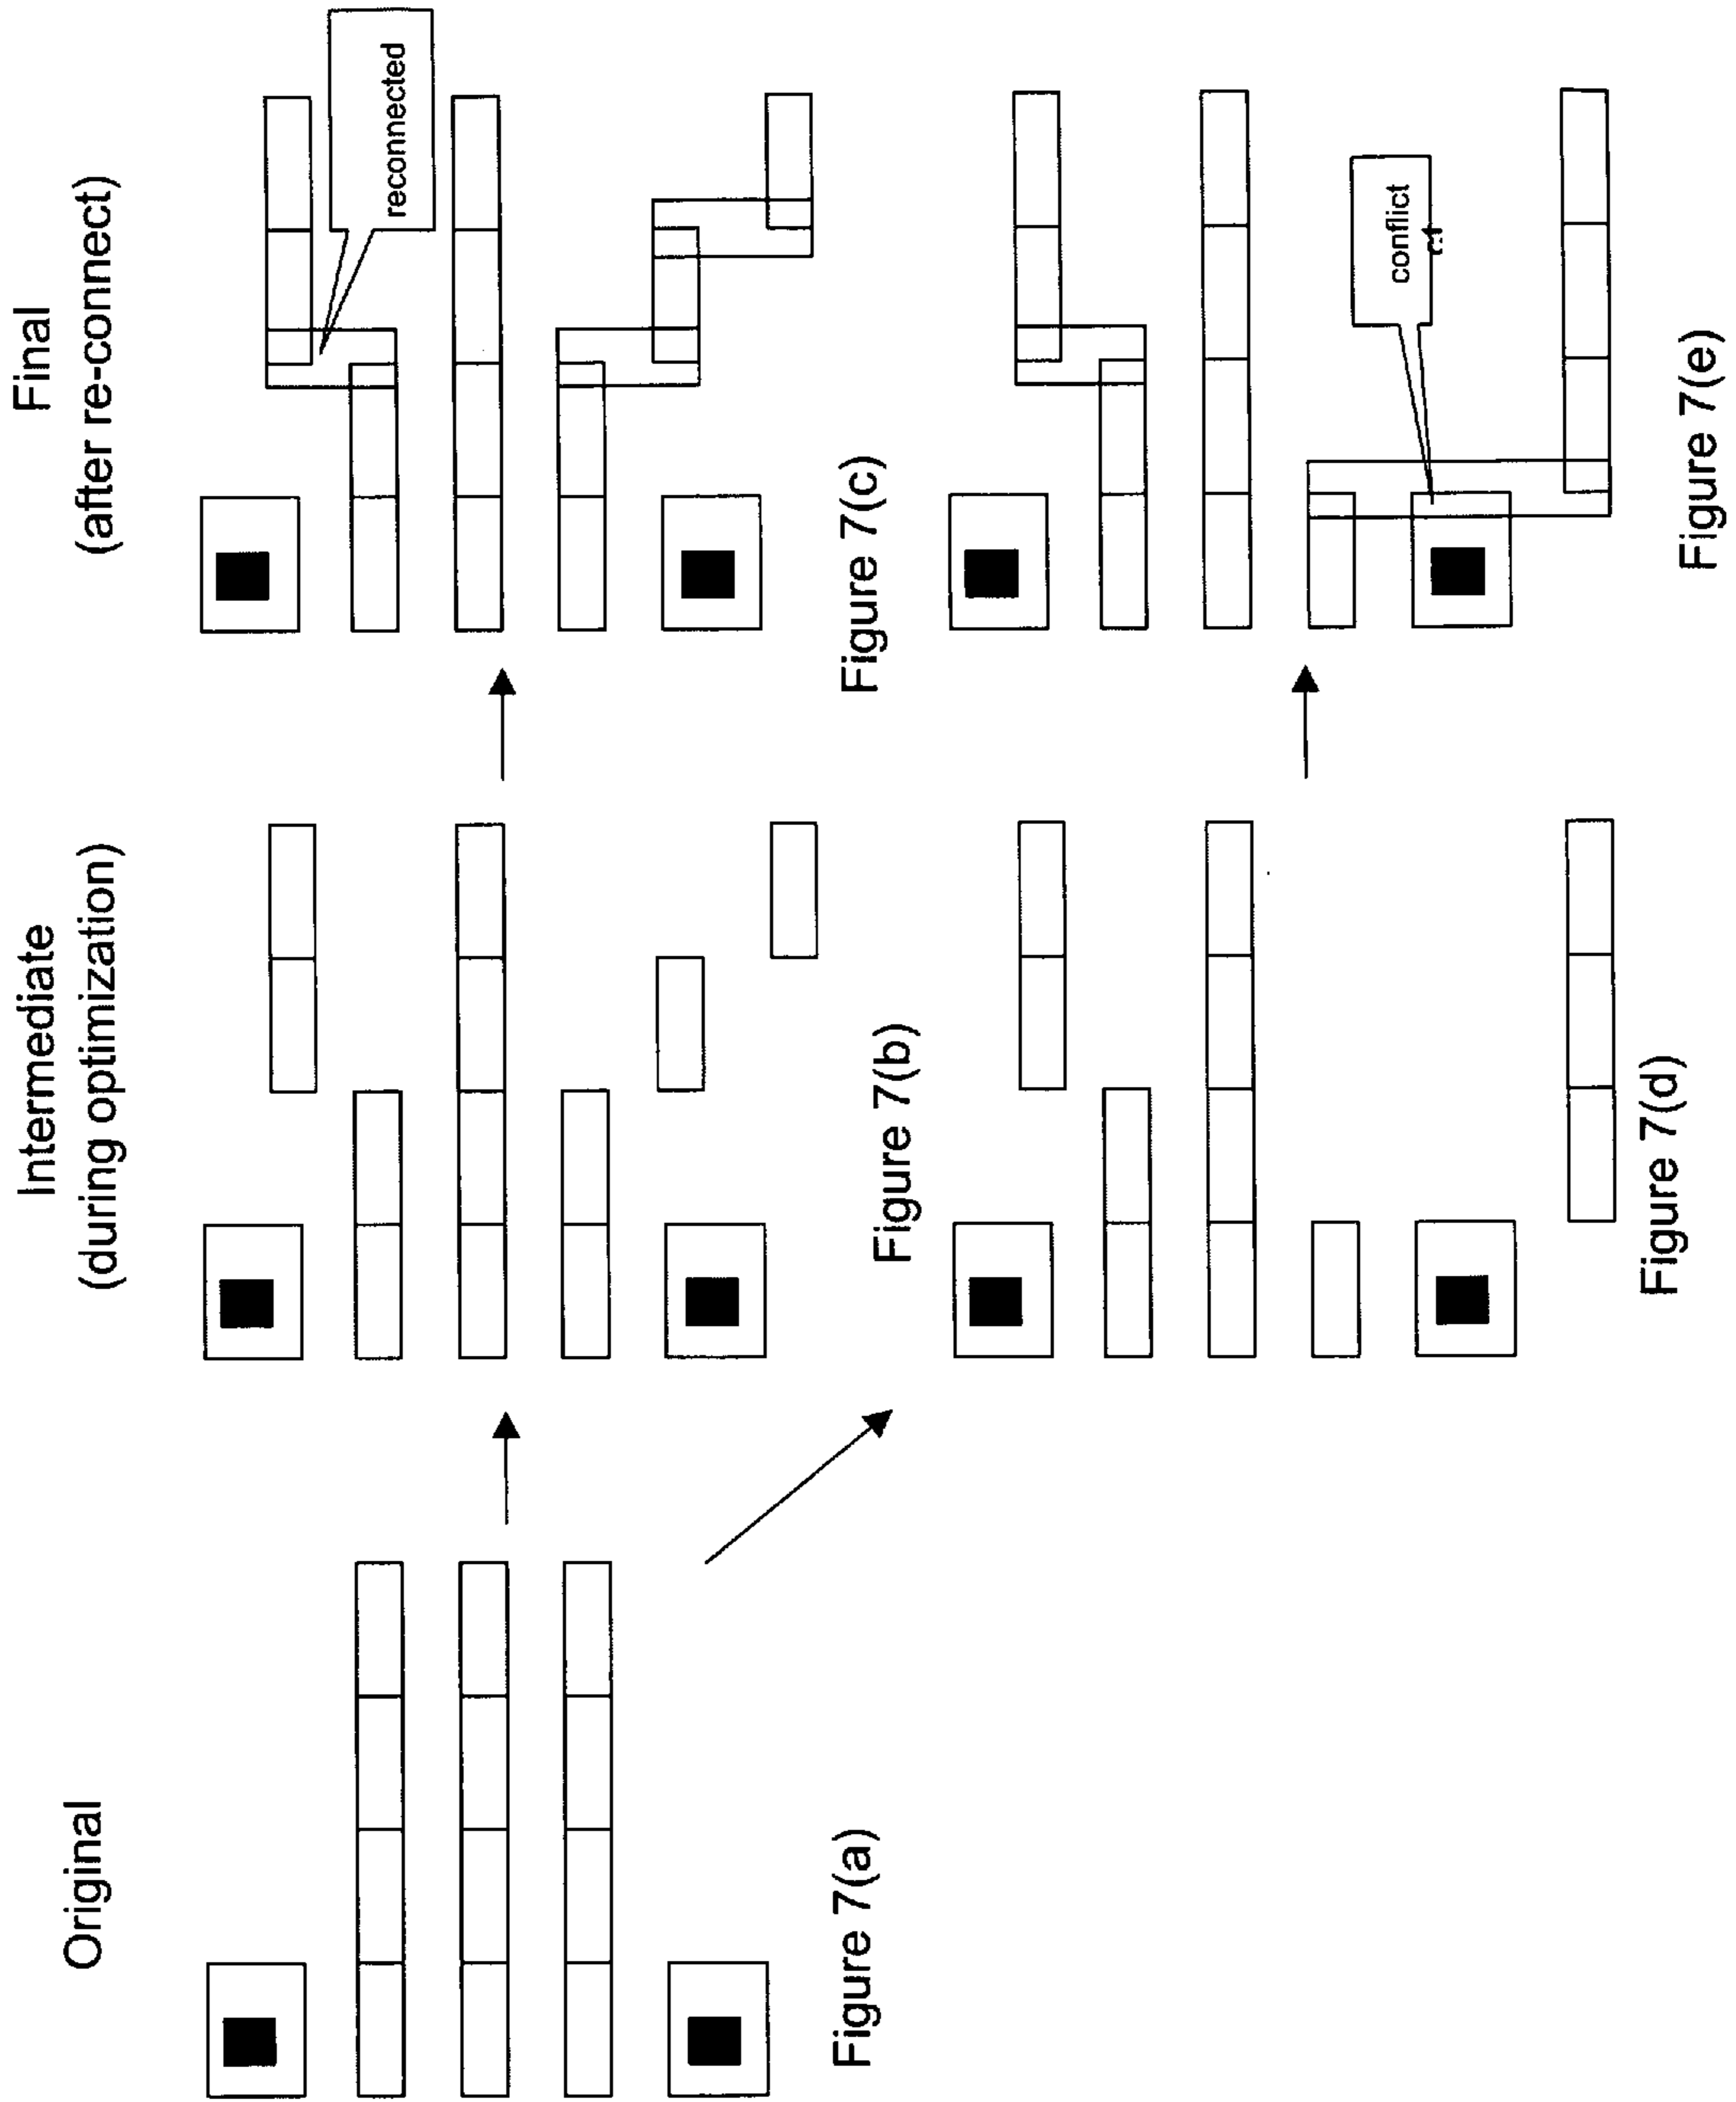 Original
Intermediate
(during optimization)
Final
(after re-connect)
reconnected
Figure 7(a)
Figure 7(b)
Figure 7(c)
conflict
Figure 7(d)
Figure 7(e)